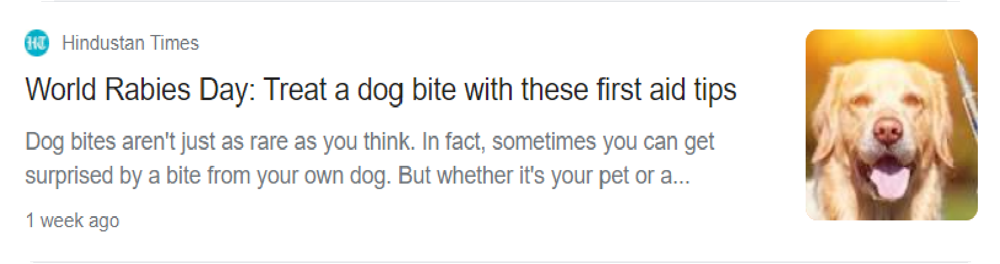 HT
Hindustan Times
World Rabies Day: Treat a dog bite with these first aid tips
Dog bites aren't just as rare as you think. In fact, sometimes you can get
surprised by a bite from your own dog. But whether it's your pet or a...
1 week ago